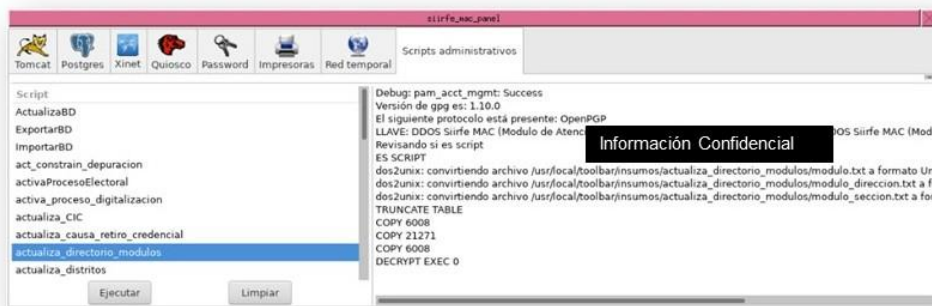 siirfe_mac_panel
Tomcat
Postgres
Xinet
Quiosco
Password
Impresoras
Red temporal
Scripts administrativos
Script
ActualizaBD
ExportarBD
ImportarBD
act_constrain_depuracion
activaProcesoElectoral
activa_proceso_digitalizacion
actualiza_CIC
actualiza_causa_retiro_credencial
actualiza_directorio_modulos
actualiza_distritos
Ejecutar
Limpiar
Debug: pam_acct_mgmt: Success
Versión de gpg es: 1.10.0
El siguiente protocolo está presente: OpenPGP
LLAVE: DDOS Siirfe MAC (Modulo de Atenc Información Confidencial DOS Siirfe MAC (Mod
Revisando si es script
ES SCRIPT
dos2unix: convirtiendo archivo /usr/local/toolbar/insumos/actualiza_directorio_modulos/modulo.txt a formato Un
dos2unix: convirtiendo archivo /usr/local/toolbar/insumos/actualiza_directorio_modulos/modulo_direccion.txt a f
dos2unix: convirtiendo archivo /usr/local/toolbar/insumos/actualiza_directorio_modulos/modulo_seccion.txt a fo
TRUNCATE TABLE
COPY 6008
COPY 21271
COPY 6008
DECRYPT EXEC 0